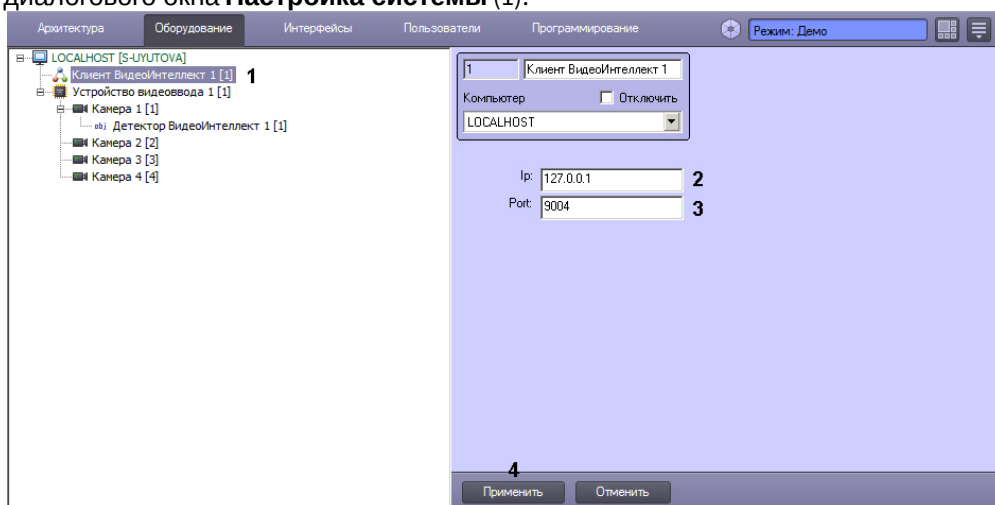 диалогового окна Настройка системы (1).
Архитектура Оборудование Интерфейсы Пользователи Программирование Режим: Демо
LOCALHOST [S-UYUTOVA]
Клиент ВидеоИнтеллект 1 [1] 1
Устройство видеоввода 1 [1]
Камера 1 [1]
obj Детектор ВидеоИнтеллект 1 [1]
Камера 2 [2]
Камера 3 [3]
Камера 4 [4]
1 Клиент ВидеоИнтеллект 1
Компьютер Отключить
LOCALHOST
Ip: 127.0.0.1 2
Port: 9004 3
4
Применить Отменить